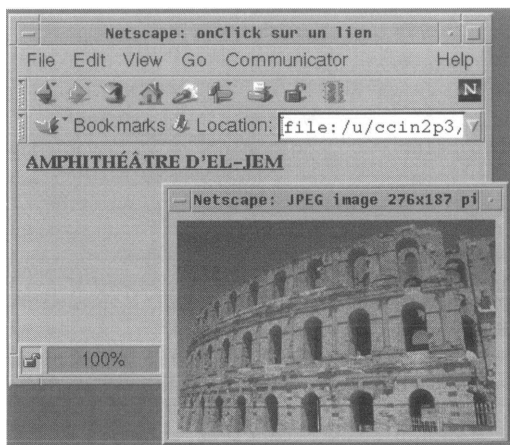 Netscape: onClick sur un lien
File Edit View Go Communicator Help
N
Bookmarks Location: file:/u/ccin2p3,
AMPHITHÉÂTRE D'EL-JEM
Netscape: JPEG image 276x187 pi
100%